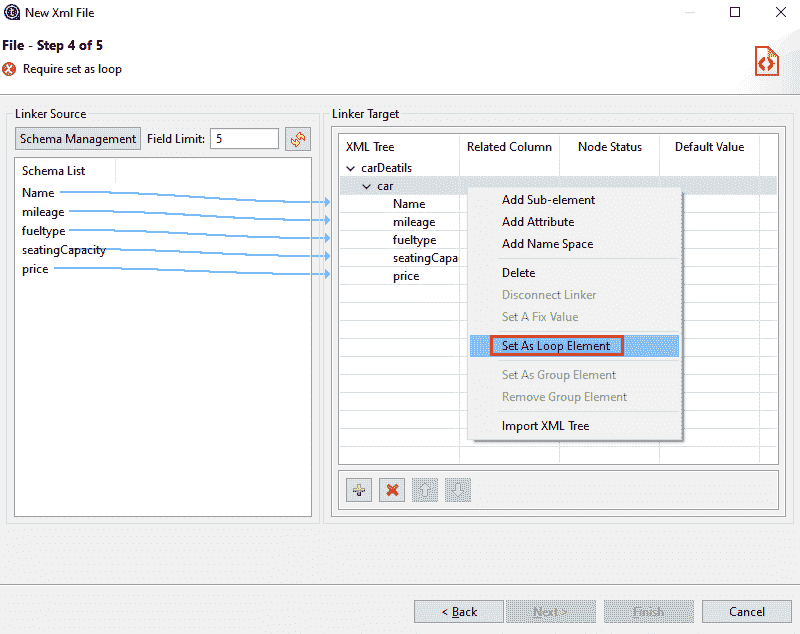 New Xml File
File - Step 4 of 5
Require set as loop
Linker Source
Schema Management Field Limit: 5
Schema List
Name
mileage
fueltype
seatingCapacity
price
Linker Target
XML Tree Related Column Node Status Default Value
carDeatils
car
Name
mileage
fueltype
seatingCapa
price
Add Sub-element
Add Attribute
Add Name Space
Delete
Disconnect Linker
Set A Fix Value
Set As Loop Element
Set As Group Element
Remove Group Element
Import XML Tree
< Back Next > Finish Cancel